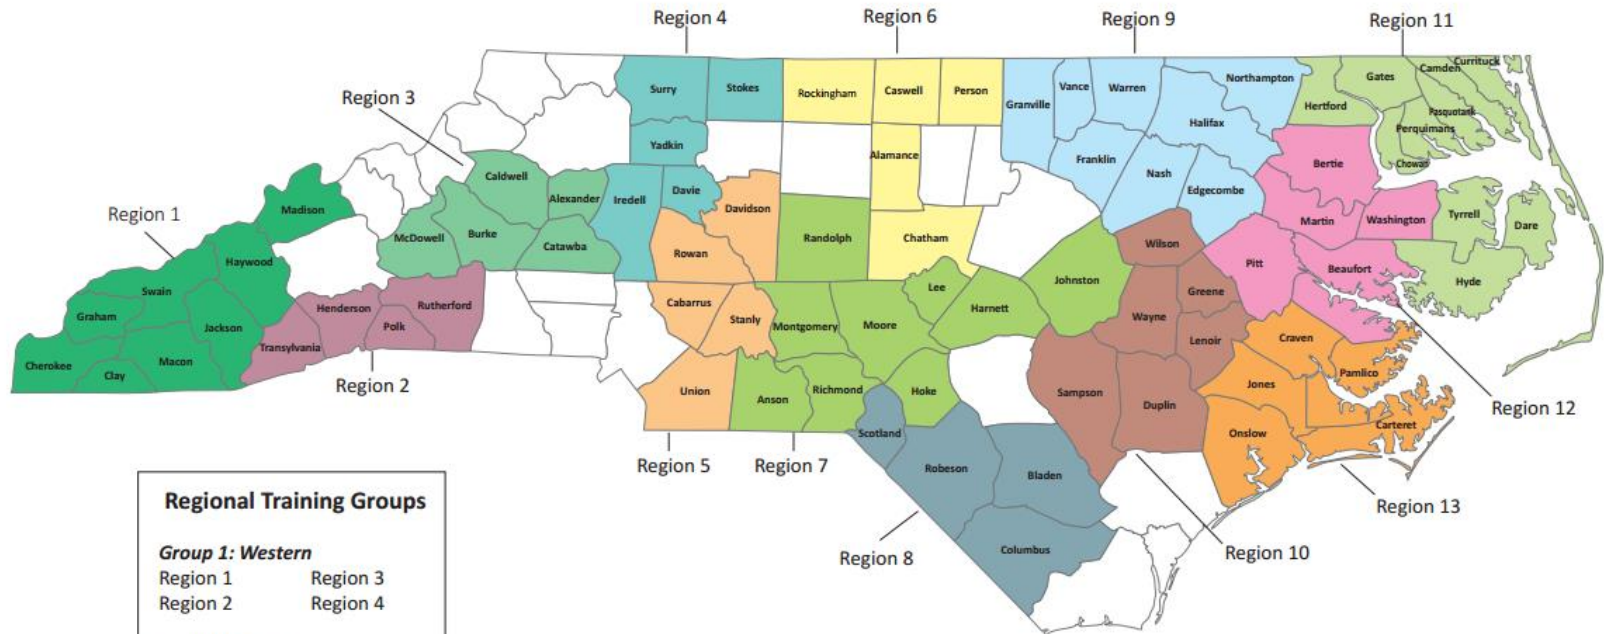 Region 4
Region 6
Region 9
Region 11
Region 3
Region 1
Surry
Stokes
Rockingham
Caswell
Person
Granville
Vance
Warren
Northampton
Gates
Camden
Currituck
Hertford
Pasquotank
Perquimans
Chowan
Halifax
Yadkin
Alamance
Franklin
Nash
Edgecombe
Bertie
Caldwell
Alexander
Iredell
Davie
Davidson
Madison
McDowell
Burke
Catawba
Rowan
Randolph
Chatham
Wilson
Martin
Washington
Tyrrell
Dare
Haywood
Swain
Graham
Jackson
Cherokee
Clay
Macon
Transylvania
Henderson
Polk
Rutherford
Cabarrus
Stanly
Montgomery
Moore
Lee
Harnett
Johnston
Greene
Wayne
Lenoir
Pitt
Beaufort
Hyde
Craven
Pamlico
Jones
Union
Anson
Richmond
Hoke
Sampson
Duplin
Onslow
Carteret
Scotland
Robeson
Bladen
Columbus
Region 2
Region 5
Region 7
Region 8
Region 10
Region 12
Region 13
Regional Training Groups
Group 1: Western
Region 1 Region 3
Region 2 Region 4